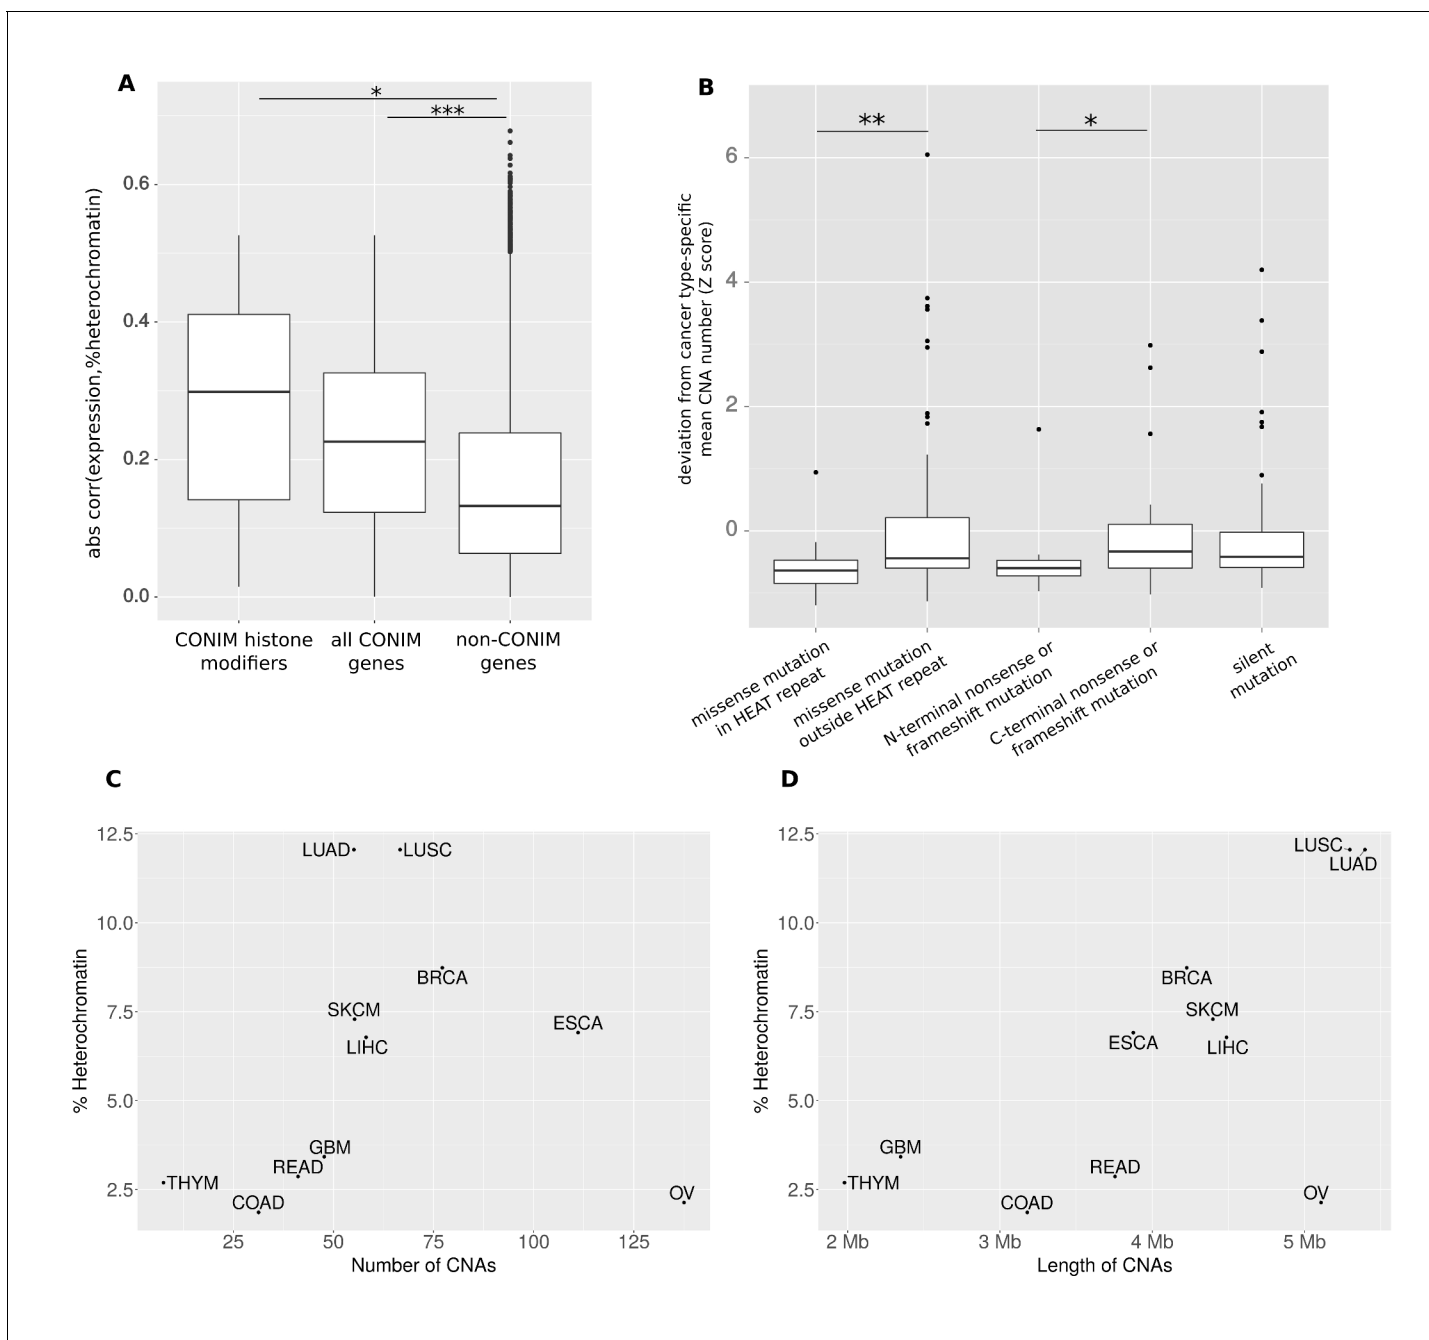 A
*
***
abs corr(expression,%heterochromatin)
0.6
0.4
0.2
0.0
CONIM histone
modifiers
all CONIM
genes
non-CONIM
genes
B
**
*
deviation from cancer type-specific
mean CNA number (Z score)
6
4
2
0
missense mutation
in HEAT repeat
missense mutation
outside HEAT repeat
N-terminal nonsense or
frameshift mutation
C-terminal nonsense or
frameshift mutation
silent
mutation
C
% Heterochromatin
12.5
10.0
7.5
5.0
2.5
LUAD
LUSC
BRCA
SKCM
ESCA
LIHC
GBM
READ
THYM
COAD
OV
25
50
75
100
125
Number of CNAs
D
% Heterochromatin
12.5
10.0
7.5
5.0
2.5
LUSC
LUAD
BRCA
SKCM
ESCA
LIHC
GBM
READ
THYM
COAD
OV
2 Mb
3 Mb
4 Mb
5 Mb
Length of CNAs